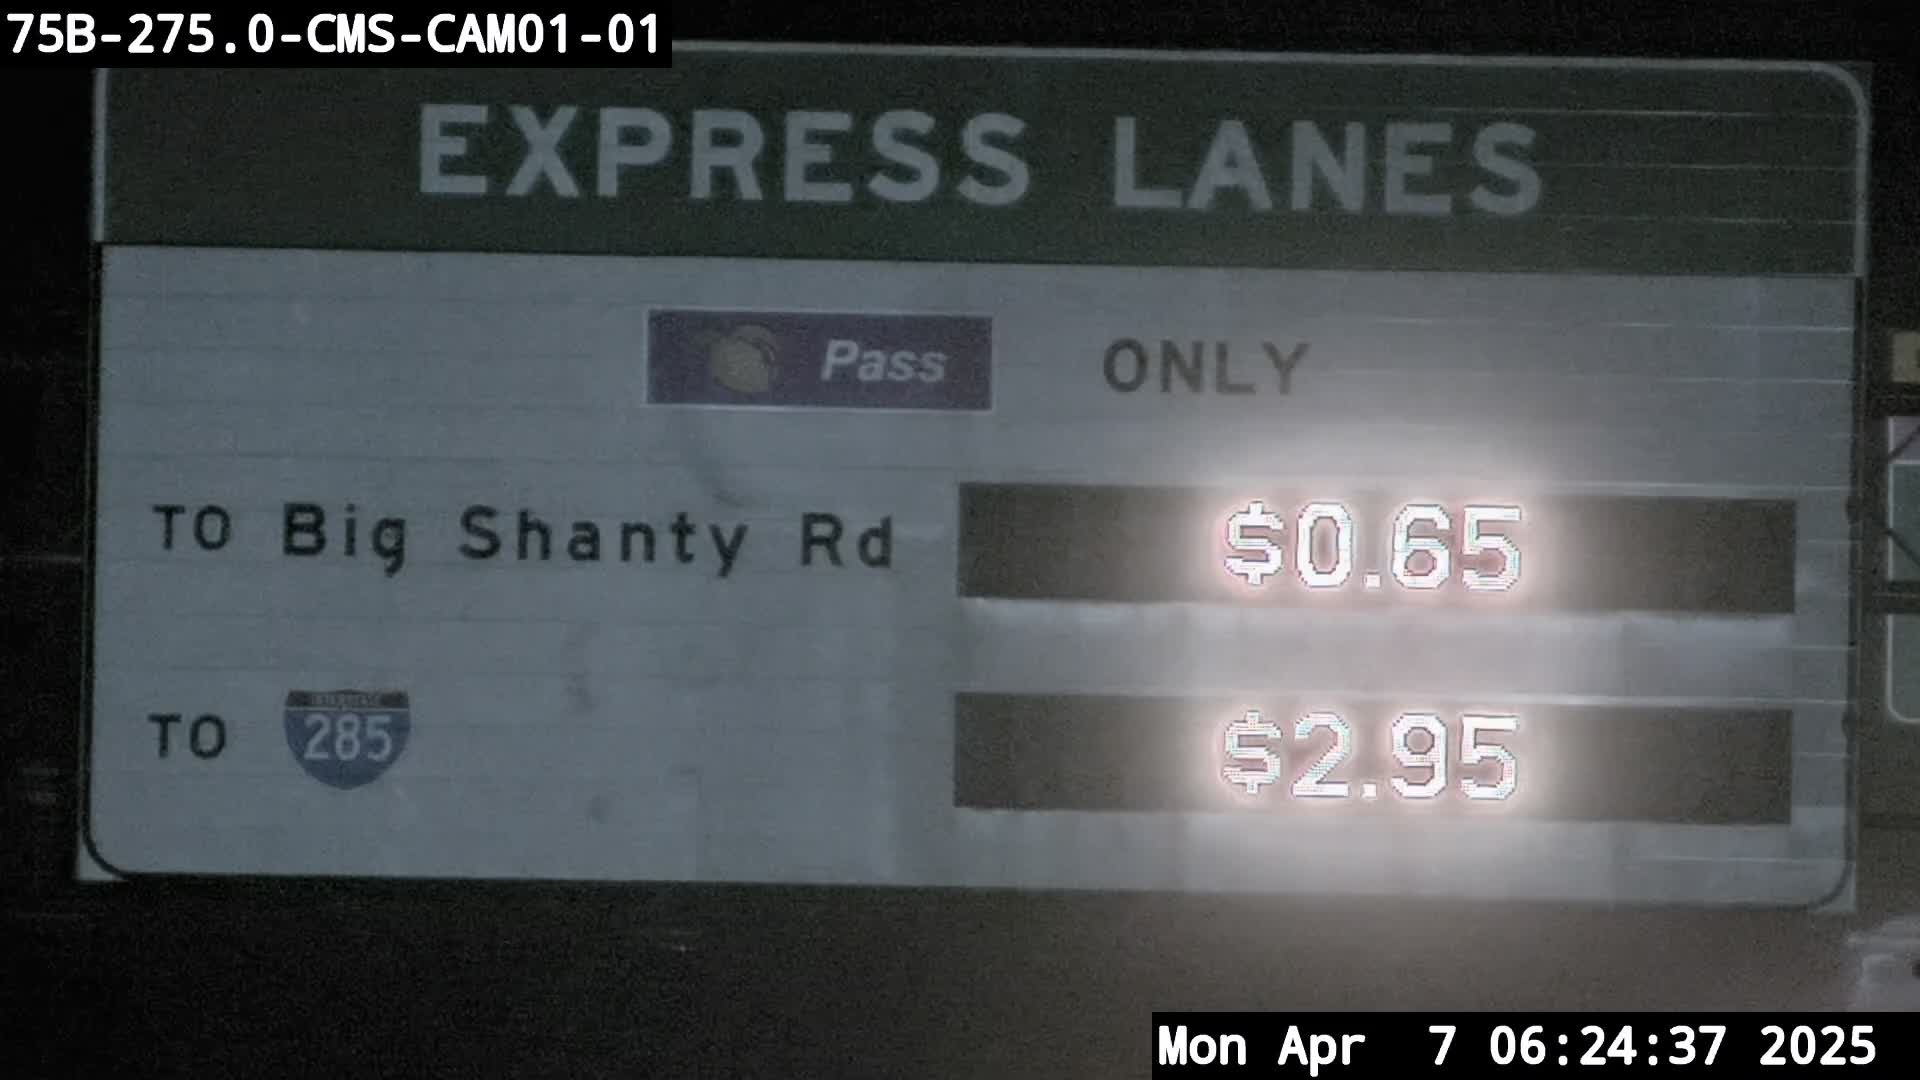 75B-275.0-CMS-CAM01-01
EXPRESS LANES
Pass ONLY
TO Big Shanty Rd $0.65
TO 285 $2.95
Mon Apr 7 06:24:37 2025